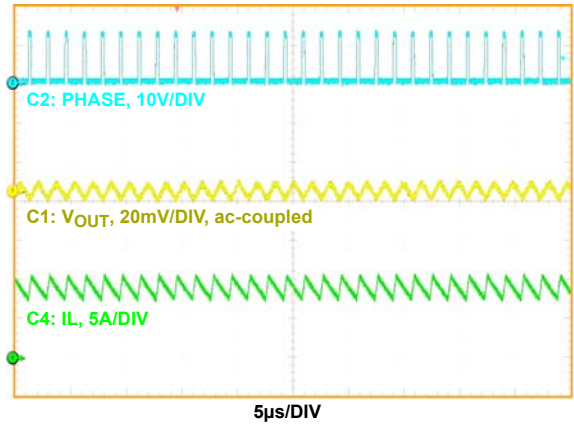 C2: PHASE, 10V/DIV
C1: VOUT, 20mV/DIV, ac-coupled
C4: IL, 5A/DIV
5µs/DIV